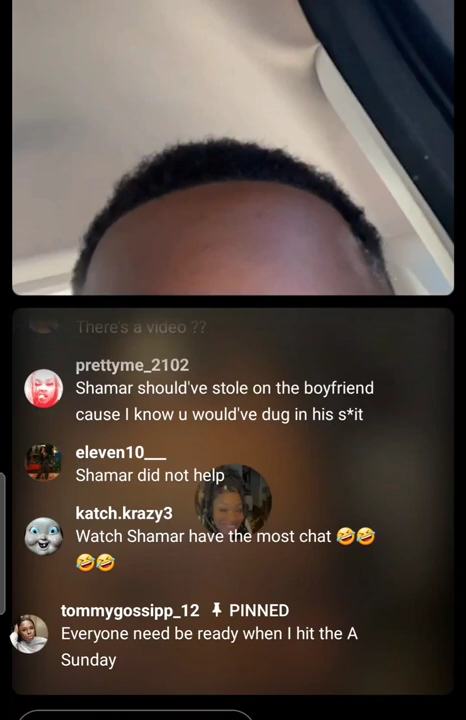 There's a video ??
prettyme_2102
Shamar should've stole on the boyfriend
cause I know u would've dug in his s*it
eleven10___
Shamar did not help
katch.krazy3
Watch Shamar have the most chat 🤣🤣
🤣🤣
tommygossipp_12 📌 PINNED
Everyone need be ready when I hit the A
Sunday